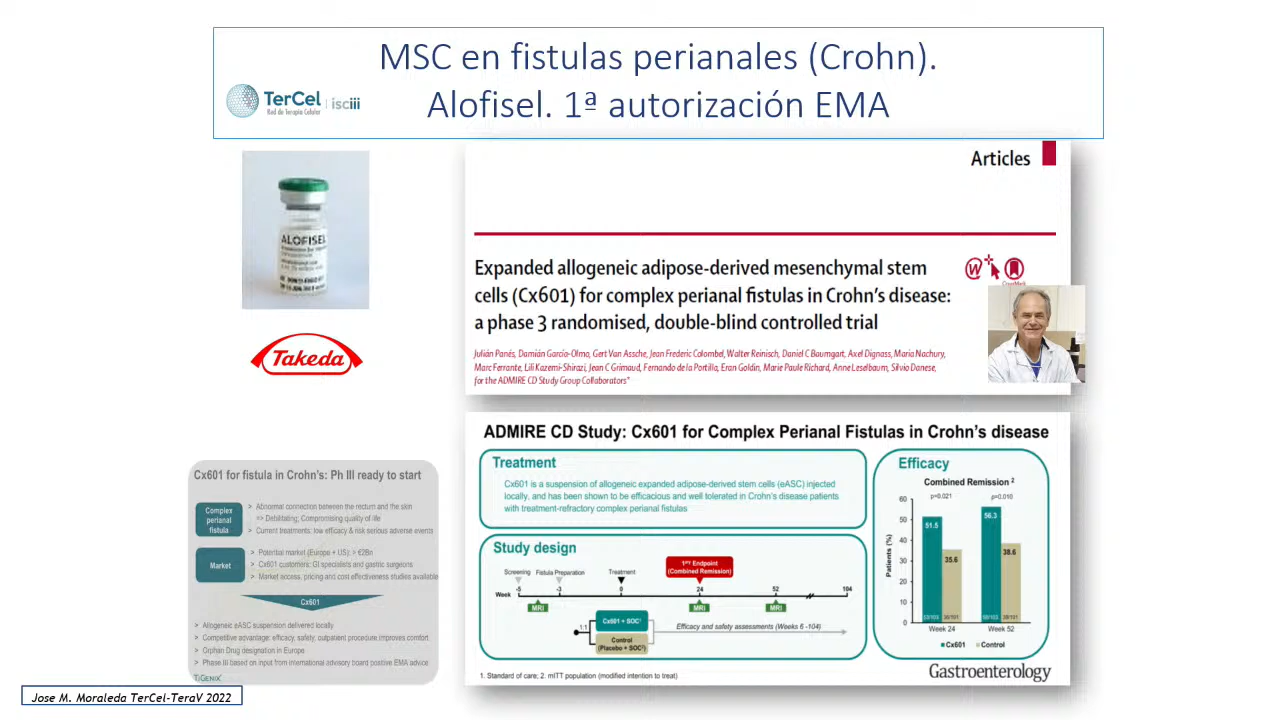 MSC en fistulas perianales (Crohn).
Alofisel. 1ª autorización EMA
TerCel isciii
Red de Terapia Celular
ALOFISEL
Takeda
Articles
Expanded allogeneic adipose-derived mesenchymal stem
cells (Cx601) for complex perianal fistulas in Crohn’s disease:
a phase 3 randomised, double-blind controlled trial
Julián Panés, Damián García-Olmo, Gert Van Assche, Jean Frederic Colombel, Walter Reinisch, Daniel C Baumgart, Axel Dignass, Maria Nachury,
Marc Ferrante, Lili Kazemi-Shirazi, Jean C Grimaud, Fernando de la Portilla, Eran Goldin, Marie Paule Richard, Anne Leselbaum, Silvio Danese,
for the ADMIRE CD Study Group Collaborators*
Cx601 for fistula in Crohn's: Ph III ready to start
Complex
perianal
fistula
> Abnormal connection between the rectum and the skin
=> Debilitating; Compromising quality of life
> Current treatments: low efficacy & risk serious adverse events
Market
> Potential market (Europe + US): > €2Bn
> Cx601 customers: GI specialists and gastric surgeons
> Market access, pricing and cost effectiveness studies available
Cx601
> Allogeneic eASC suspension delivered locally
> Competitive advantage: efficacy, safety, outpatient procedure improves comfort
> Orphan Drug designation in Europe
> Phase III based on input from international advisory board positive EMA advice
TiGenix
ADMIRE CD Study: Cx601 for Complex Perianal Fistulas in Crohn's disease
Treatment
Cx601 is a suspension of allogeneic expanded adipose-derived stem cells (eASC) injected
locally, and has been shown to be efficacious and well tolerated in Crohn's disease patients
with treatment-refractory complex perianal fistulas
Study design
1ʳʸ Endpoint
(Combined Remission)
Screening Fistula Preparation Treatment
Week -5 -3 0 24 52 104
MRI MRI MRI
1:1
Cx601 + SOC¹
Control
(Placebo + SOC¹)
Efficacy and safety assessments (Weeks 6 -104)
Efficacy
Combined Remission ²
p=0.021 p=0.010
Patients (%)
60
50
40
30
20
10
0
51.5 35.6 56.3 38.6
53/103 36/101 39/101
Week 24 Week 52
Cx601 Control
1. Standard of care; 2. mITT population (modified intention to treat)
Gastroenterology
Jose M. Moraleda TerCel-TeraV 2022